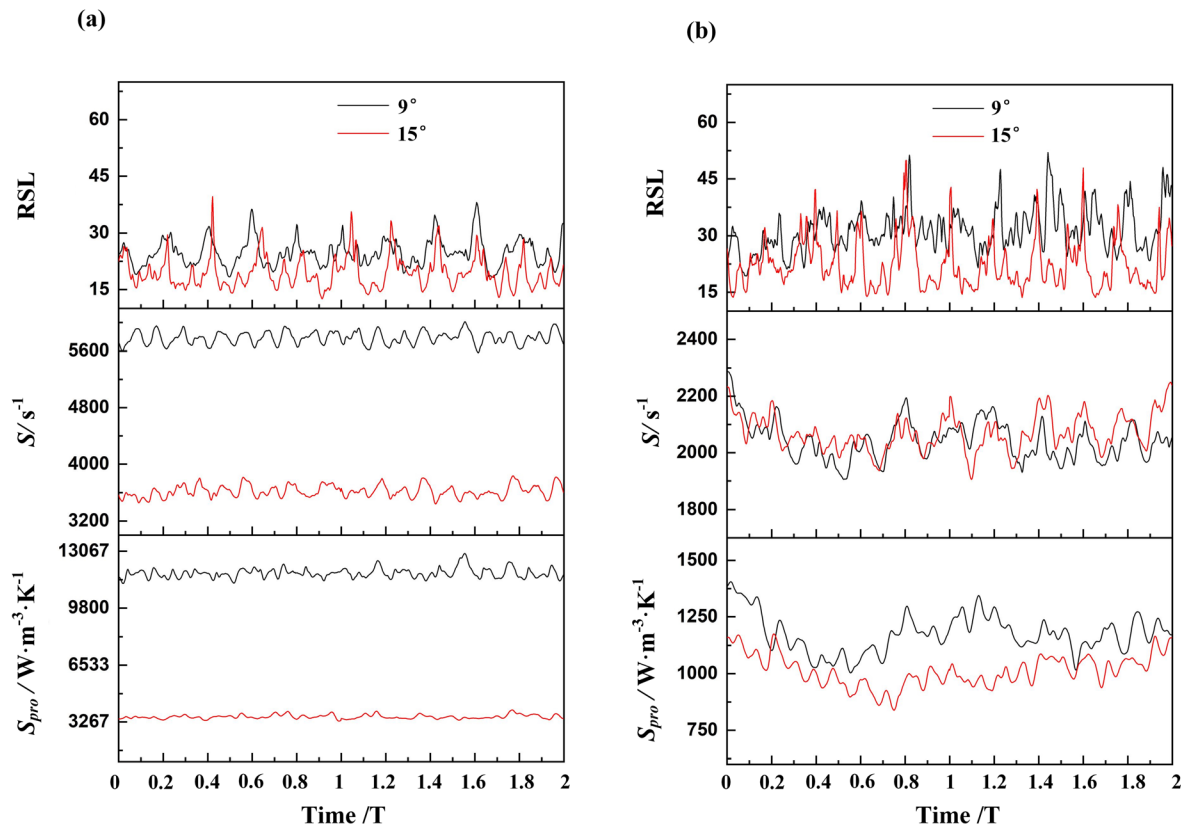 (a)
9°
15°
RSL
60
45
30
15
S/ s⁻¹
5600
4800
4000
3200
S_pro / W·m⁻³·K⁻¹
13067
9800
6533
3267
0 0.2 0.4 0.6 0.8 1 1.2 1.4 1.6 1.8 2
Time /T
(b)
9°
15°
RSL
60
45
30
15
S/ s⁻¹
2400
2200
2000
1800
S_pro / W·m⁻³·K⁻¹
1500
1250
1000
750
0 0.2 0.4 0.6 0.8 1 1.2 1.4 1.6 1.8 2
Time /T